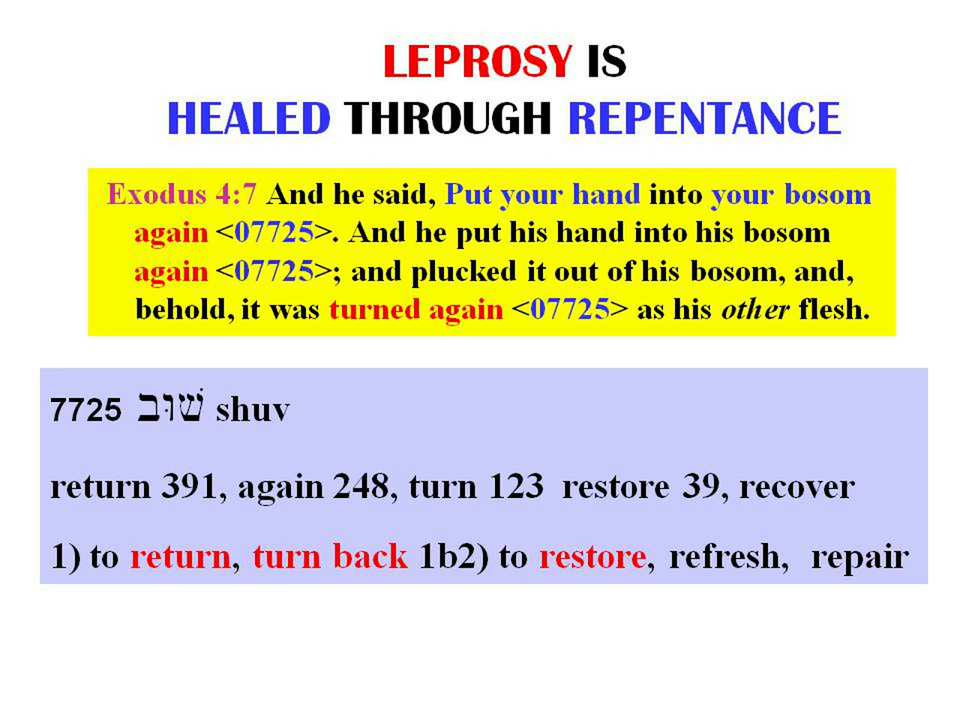 LEPROSY IS
HEALED THROUGH REPENTANCE
Exodus 4:7 And he said, Put your hand into your bosom
again <07725>. And he put his hand into his bosom
again <07725>; and plucked it out of his bosom, and,
behold, it was turned again <07725> as his other flesh.
7725 שׁוּב shuv
return 391, again 248, turn 123 restore 39, recover
1) to return, turn back 1b2) to restore, refresh, repair